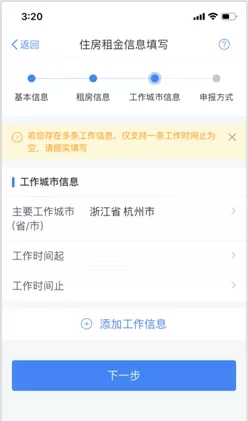 3:20
返回
住房租金信息填写
基本信息 租房信息 工作城市信息 申报方式
若您存在多条工作信息，仅支持一条工作时间止为
空，请据实填写
工作城市信息
主要工作城市 浙江省 杭州市
(省/市)
工作时间起
工作时间止
添加工作信息
下一步